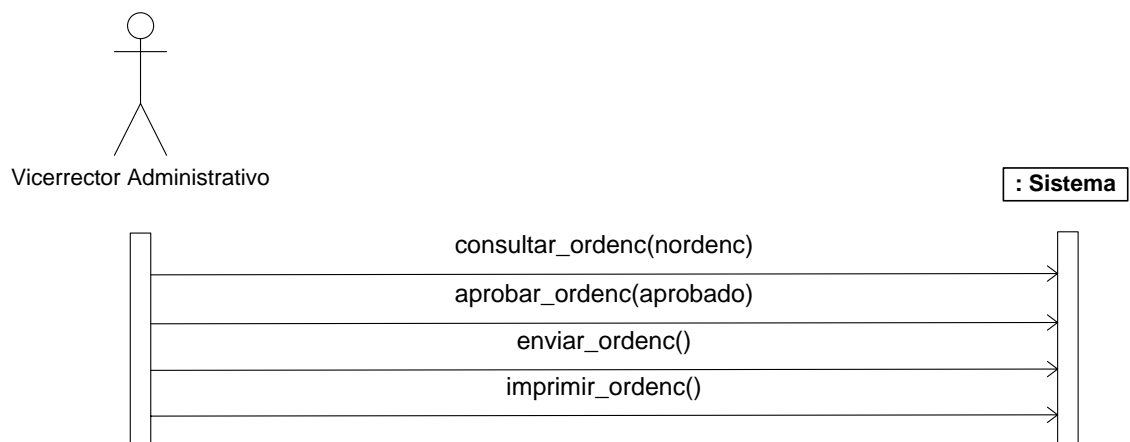 Vicerrector Administrativo
: Sistema
consultar_ordenc(nordenc)
aprobar_ordenc(aprobado)
enviar_ordenc()
imprimir_ordenc()